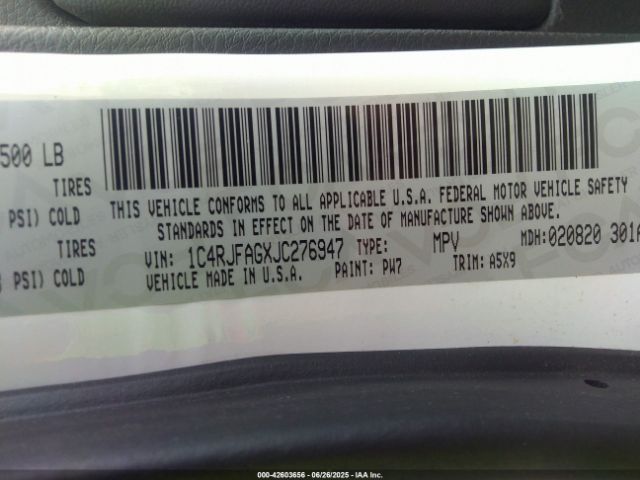 500 LB
TIRES
PSI) COLD
TIRES
PSI) COLD
THIS VEHICLE CONFORMS TO ALL APPLICABLE U.S.A. FEDERAL MOTOR VEHICLE SAFETY
STANDARDS IN EFFECT ON THE DATE OF MANUFACTURE SHOWN ABOVE.
VIN: 1C4RJFAGXJC276947 TYPE: MPV MDH:020820 301A
VEHICLE MADE IN U.S.A. PAINT: PW7 TRIM: A5X9
000-42603656 - 06/26/2025 - IAA Inc.